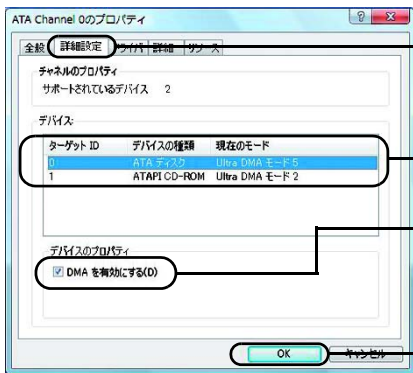 ATA Channel 0のプロパティ
全般 詳細設定 ドライバ 詳細 リソース
チャネルのプロパティ
サポートされているデバイス 2
デバイス:
ターゲット ID デバイスの種類 現在のモード
0 ATA ディスク Ultra DMA モード 5
1 ATAPI CD-ROM Ultra DMA モード 2
デバイスのプロパティ
DMA を有効にする(D)
OK キャンセル